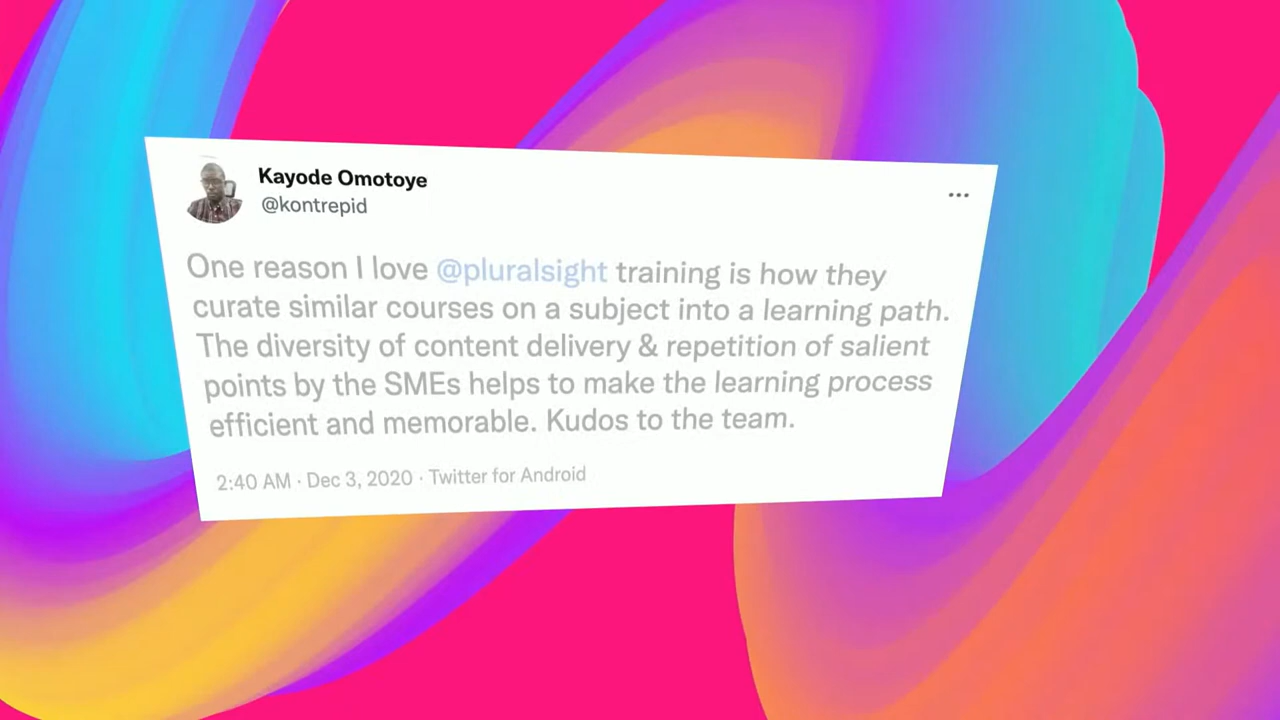 Kayode Omotoye
@kontrepid
One reason I love @pluralsight training is how they
curate similar courses on a subject into a learning path.
The diversity of content delivery & repetition of salient
points by the SMEs helps to make the learning process
efficient and memorable. Kudos to the team.
2:40 AM · Dec 3, 2020 · Twitter for Android